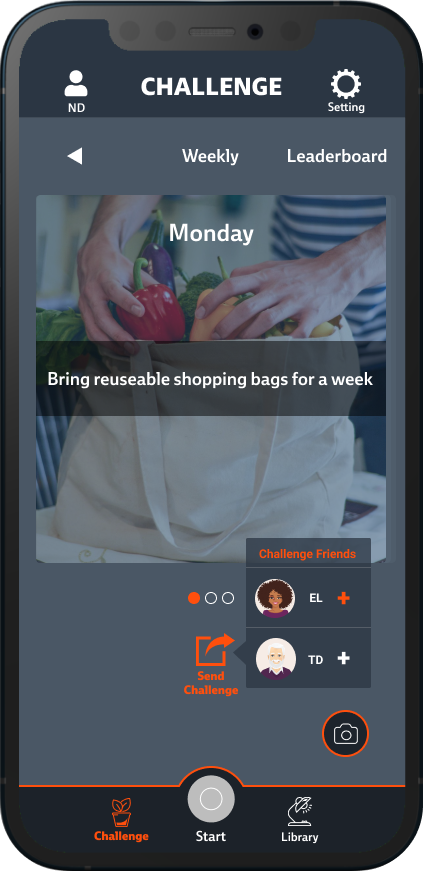 CHALLENGE
ND
Setting
Weekly
Leaderboard
Monday
Bring reuseable shopping bags for a week
Challenge Friends
EL
TD
Send
Challenge
Challenge
Start
Library